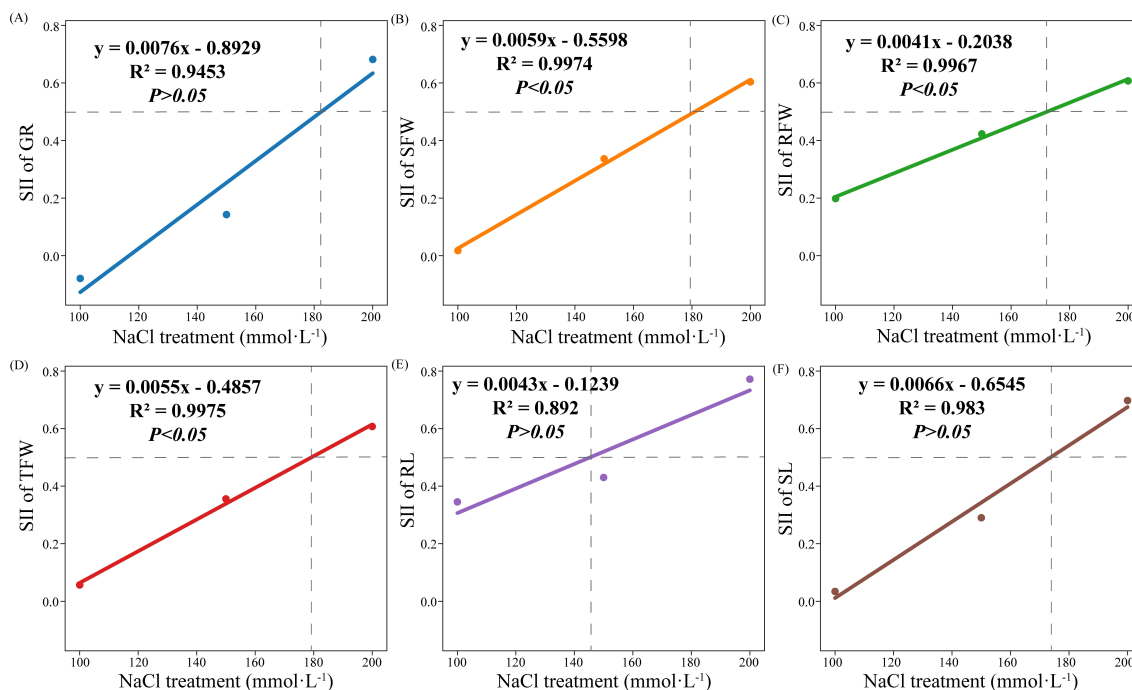 (A)
y = 0.0076x - 0.8929
R² = 0.9453
P>0.05
SII of GR
0.8
0.6
0.4
0.2
0.0
100 120 140 160 180 200
NaCl treatment (mmol·L⁻¹)
(B)
y = 0.0059x - 0.5598
R² = 0.9974
P<0.05
SII of SFW
0.8
0.6
0.4
0.2
0.0
100 120 140 160 180 200
NaCl treatment (mmol·L⁻¹)
(C)
y = 0.0041x - 0.2038
R² = 0.9967
P<0.05
SII of RFW
0.8
0.6
0.4
0.2
0.0
100 120 140 160 180 200
NaCl treatment (mmol·L⁻¹)
(D)
y = 0.0055x - 0.4857
R² = 0.9975
P<0.05
SII of TFW
0.8
0.6
0.4
0.2
0.0
100 120 140 160 180 200
NaCl treatment (mmol·L⁻¹)
(E)
y = 0.0043x - 0.1239
R² = 0.892
P>0.05
SII of RL
0.8
0.6
0.4
0.2
0.0
100 120 140 160 180 200
NaCl treatment (mmol·L⁻¹)
(F)
y = 0.0066x - 0.6545
R² = 0.983
P>0.05
SII of SL
0.8
0.6
0.4
0.2
0.0
100 120 140 160 180 200
NaCl treatment (mmol·L⁻¹)